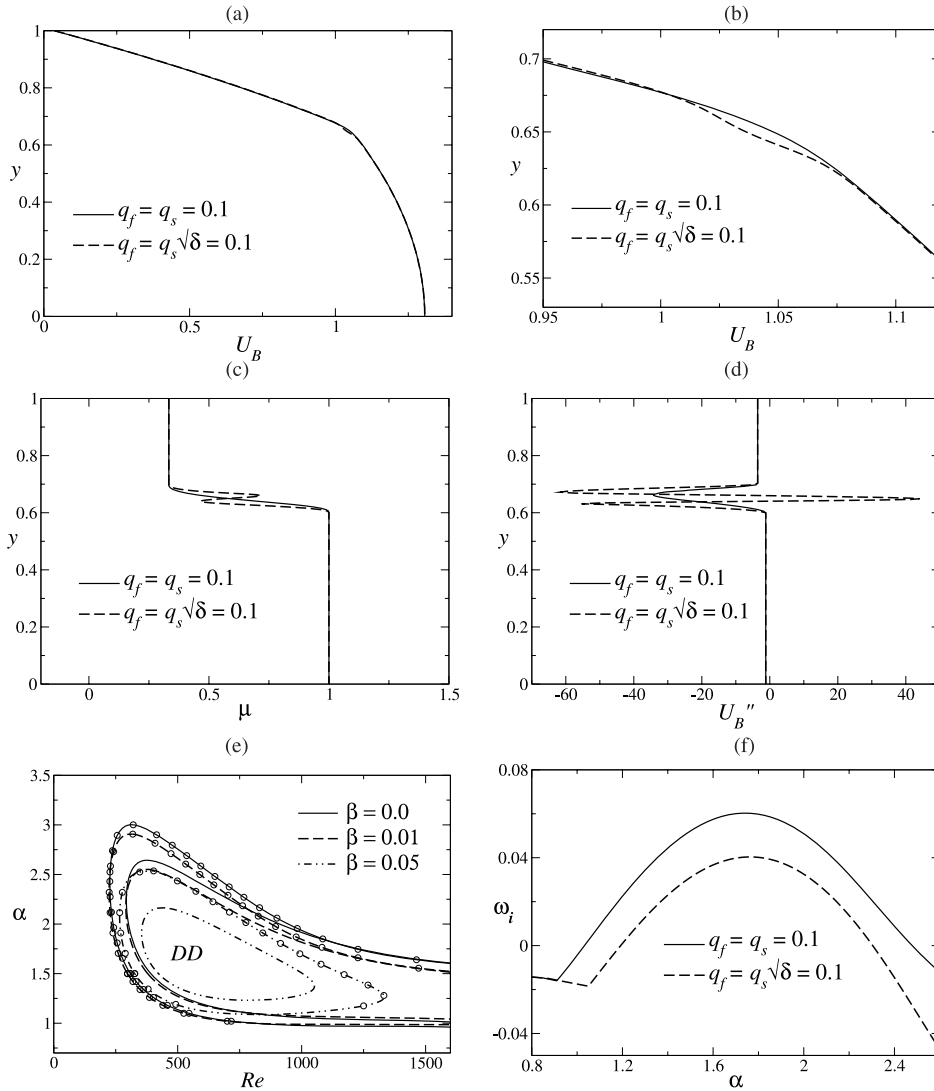 (a)
1
0.8
0.6
y
0.4
0.2
0
q_f = q_s = 0.1
q_f = q_s√δ = 0.1
0 0.5 1
U_B
(b)
0.7
0.65
y
0.6
0.55
q_f = q_s = 0.1
q_f = q_s√δ = 0.1
0.95 1 1.05 1.1
U_B
(c)
1
0.8
0.6
y
0.4
0.2
0
q_f = q_s = 0.1
q_f = q_s√δ = 0.1
0 0.5 1 1.5
μ
(d)
1
0.8
0.6
y
0.4
0.2
0
q_f = q_s = 0.1
q_f = q_s√δ = 0.1
-60 -40 -20 0 20 40
U_B''
(e)
3.5
3
2.5
α
2
1.5
1
β = 0.0
β = 0.01
β = 0.05
DD
0 500 1000 1500
Re
(f)
0.08
0.04
ω_i
0
-0.04
q_f = q_s = 0.1
q_f = q_s√δ = 0.1
0.8 1.2 1.6 2 2.4
α